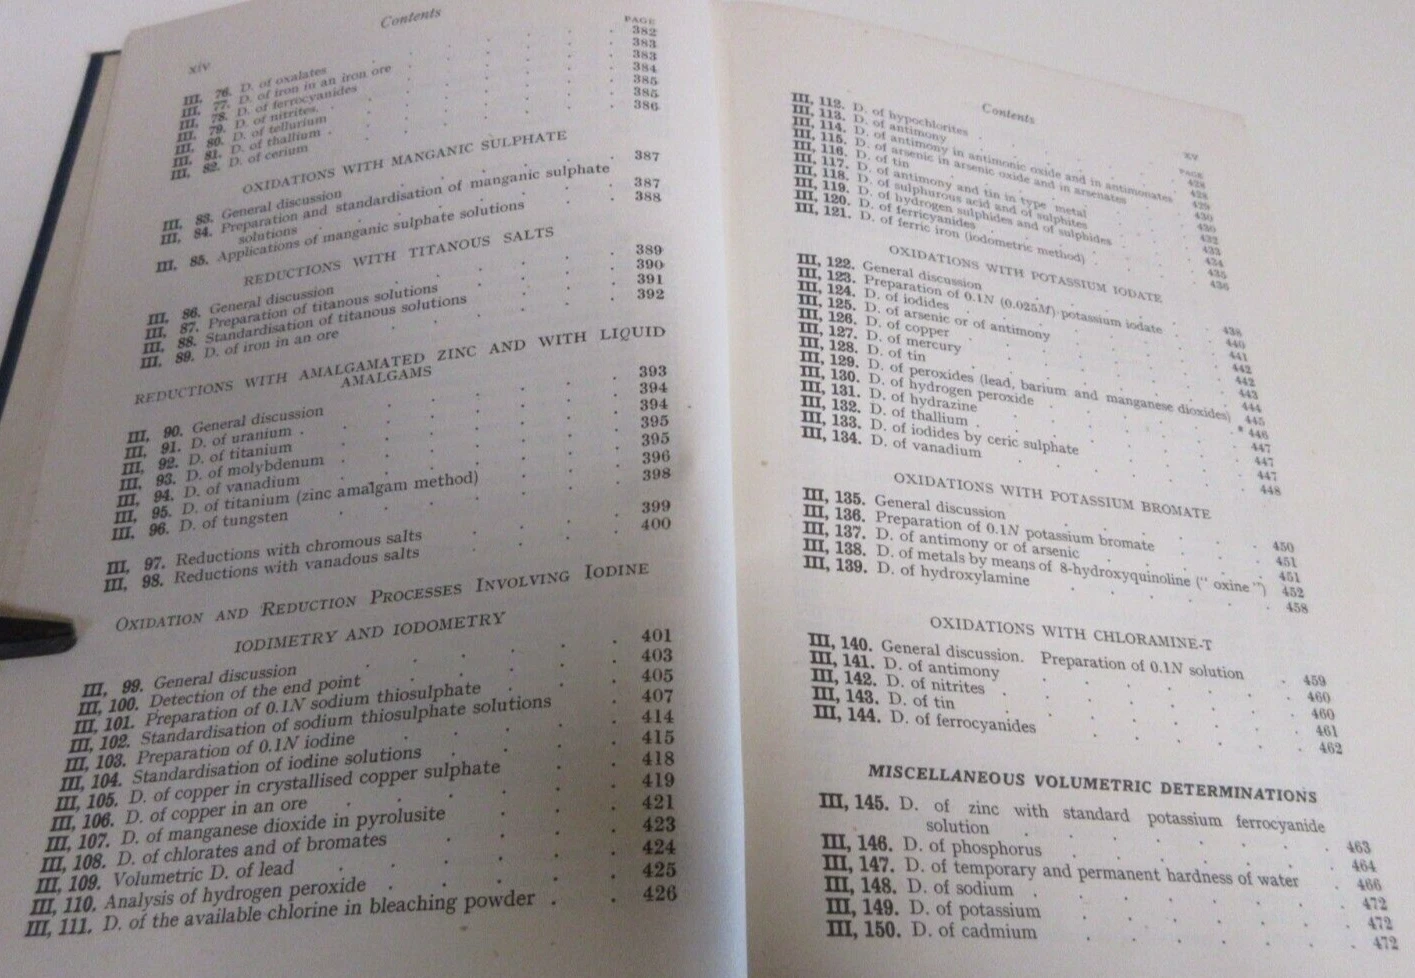 xiv
Contents
PAGE
III, 76. D. of oxalates . . . . . . 382
III, 77. D. of iron in an iron ore . . . . . 383
III, 78. D. of ferrocyanides . . . . . 383
III, 79. D. of nitrites. . . . . . 384
III, 80. D. of tellurium . . . . . 385
III, 81. D. of thallium . . . . . . 385
III, 82. D. of cerium . . . . . . 386
OXIDATIONS WITH MANGANIC SULPHATE
III, 83. General discussion . . . . . 387
III, 84. Preparation and standardisation of manganic sulphate
solutions . . . . . . 387
III, 85. Applications of manganic sulphate solutions . . 388
REDUCTIONS WITH TITANOUS SALTS
III, 86. General discussion . . . . . 389
III, 87. Preparation of titanous solutions . . . 390
III, 88. Standardisation of titanous solutions . . . 391
III, 89. D. of iron in an ore . . . . . 392
REDUCTIONS WITH AMALGAMATED ZINC AND WITH LIQUID
AMALGAMS
III, 90. General discussion . . . . . 393
III, 91. D. of uranium . . . . . . 394
III, 92. D. of titanium . . . . . 394
III, 93. D. of molybdenum . . . . . 395
III, 94. D. of vanadium . . . . . 395
III, 95. D. of titanium (zinc amalgam method) . . 396
III, 96. D. of tungsten . . . . . 398
III, 97. Reductions with chromous salts . . . 399
III, 98. Reductions with vanadous salts . . . 400
OXIDATION AND REDUCTION PROCESSES INVOLVING IODINE
IODIMETRY AND IODOMETRY
III, 99. General discussion . . . . . 401
III, 100. Detection of the end point . . . . 403
III, 101. Preparation of 0.1N sodium thiosulphate . . 405
III, 102. Standardisation of sodium thiosulphate solutions . 407
III, 103. Preparation of 0.1N iodine . . . . 414
III, 104. Standardisation of iodine solutions . . . 415
III, 105. D. of copper in crystallised copper sulphate . . 418
III, 106. D. of copper in an ore . . . . 419
III, 107. D. of manganese dioxide in pyrolusite . . 421
III, 108. D. of chlorates and of bromates . . . 423
III, 109. Volumetric D. of lead . . . . 424
III, 110. Analysis of hydrogen peroxide . . . . 425
III, 111. D. of the available chlorine in bleaching powder . . 426
Contents
xv
PAGE
III, 112. D. of hypochlorites . . . . . 428
III, 113. D. of antimony . . . . . 428
III, 114. D. of antimony in antimonic oxide and in antimonates . 429
III, 115. D. of arsenic in arsenic oxide and in arsenates . . 430
III, 116. D. of tin . . . . . 430
III, 117. D. of antimony and tin in type metal . . . 432
III, 118. D. of sulphurous acid and of sulphites . . . 433
III, 119. D. of hydrogen sulphides and of sulphides . . 434
III, 120. D. of ferricyanides . . . . . 435
III, 121. D. of ferric iron (iodometric method) . . . 436
OXIDATIONS WITH POTASSIUM IODATE
III, 122. General discussion . . . . . 438
III, 123. Preparation of 0.1N (0.025M) potassium iodate . . 440
III, 124. D. of iodides . . . . . 441
III, 125. D. of arsenic or of antimony . . . . 442
III, 126. D. of copper . . . . . 442
III, 127. D. of mercury . . . . . 443
III, 128. D. of tin . . . . . 444
III, 129. D. of peroxides (lead, barium and manganese dioxides) 445
III, 130. D. of hydrogen peroxide . . . . 446
III, 131. D. of hydrazine . . . . . 447
III, 132. D. of thallium . . . . . 447
III, 133. D. of iodides by ceric sulphate . . . 447
III, 134. D. of vanadium . . . . . 448
OXIDATIONS WITH POTASSIUM BROMATE
III, 135. General discussion . . . . . 450
III, 136. Preparation of 0.1N potassium bromate . . . 451
III, 137. D. of antimony or of arsenic . . . . 451
III, 138. D. of metals by means of 8-hydroxyquinoline ("oxine") 452
III, 139. D. of hydroxylamine . . . . . 458
OXIDATIONS WITH CHLORAMINE-T
III, 140. General discussion. Preparation of 0.1N solution . 459
III, 141. D. of antimony . . . . . 460
III, 142. D. of nitrites . . . . . . 460
III, 143. D. of tin . . . . . . 461
III, 144. D. of ferrocyanides . . . . . 462
MISCELLANEOUS VOLUMETRIC DETERMINATIONS
III, 145. D. of zinc with standard potassium ferrocyanide
solution . . . . . . 463
III, 146. D. of phosphorus . . . . . 464
III, 147. D. of temporary and permanent hardness of water . 466
III, 148. D. of sodium . . . . . . 472
III, 149. D. of potassium . . . . . 472
III, 150. D. of cadmium . . . . . 472